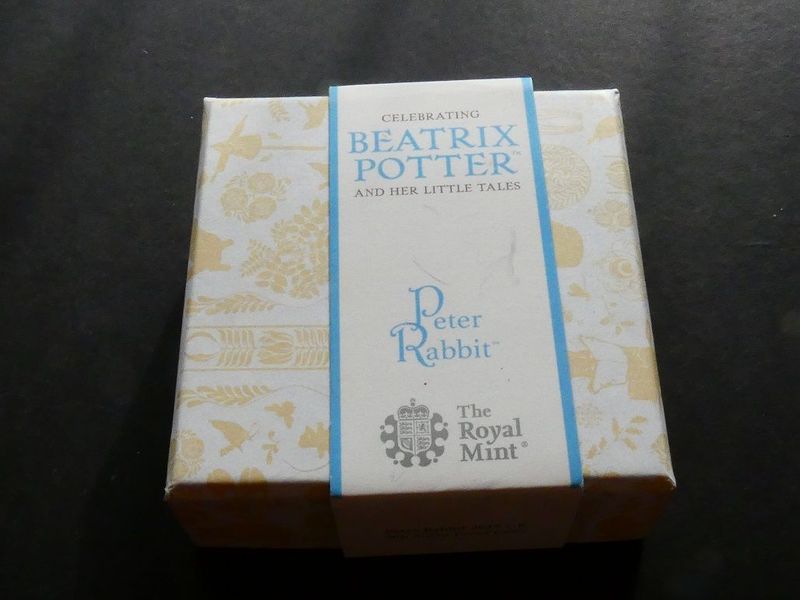 CELEBRATING
BEATRIX
POTTER™
AND HER LITTLE TALES
Peter
Rabbit™
The
Royal
Mint®